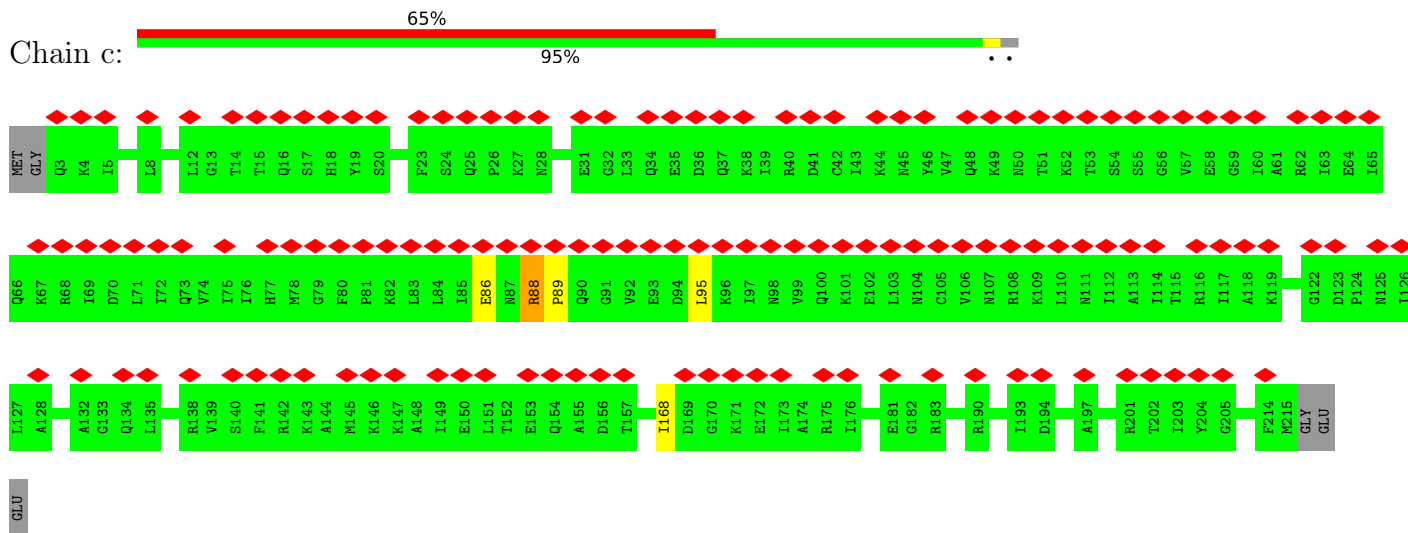 65%
Chain c:
95%
. .
MET GLY Q3 K4 I5 L8 L12 G13 T14 T15 Q16 S17 H18 Y19 S20 F23 S24 Q25 P26 K27 N28 E31 G32 L33 Q34 E35 D36 Q37 K38 I39 R40 D41 C42 I43 K44 N45 Y46 V47 Q48 K49 N50 T51 K52 T53 S54 S55 G56 V57 E58 G59 I60 A61 R62 I63 E64 I65
Q66 K67 R68 I69 D70 L71 I72 Q73 V74 I75 I76 H77 M78 G79 F80 P81 K82 L83 L84 I85 E86 N87 R88 P89 Q90 G91 V92 E93 D94 L95 K96 I97 N98 V99 Q100 K101 E102 L103 N104 C105 V106 N107 R108 K109 L110 N111 I112 A113 I114 T115 R116 I117 A118 K119 G122 D123 P124 N125 I126
L127 A128 A132 G133 Q134 L135 R138 V139 S140 F141 R142 K143 A144 M145 K146 K147 A148 I149 E150 L151 T152 E153 Q154 A155 D156 T157 I168 D169 G170 K171 E172 I173 A174 R175 I176 E181 G182 R183 R190 I193 D194 A197 R201 T202 I203 Y204 G205 F214 M215 GLY GLU
GLU